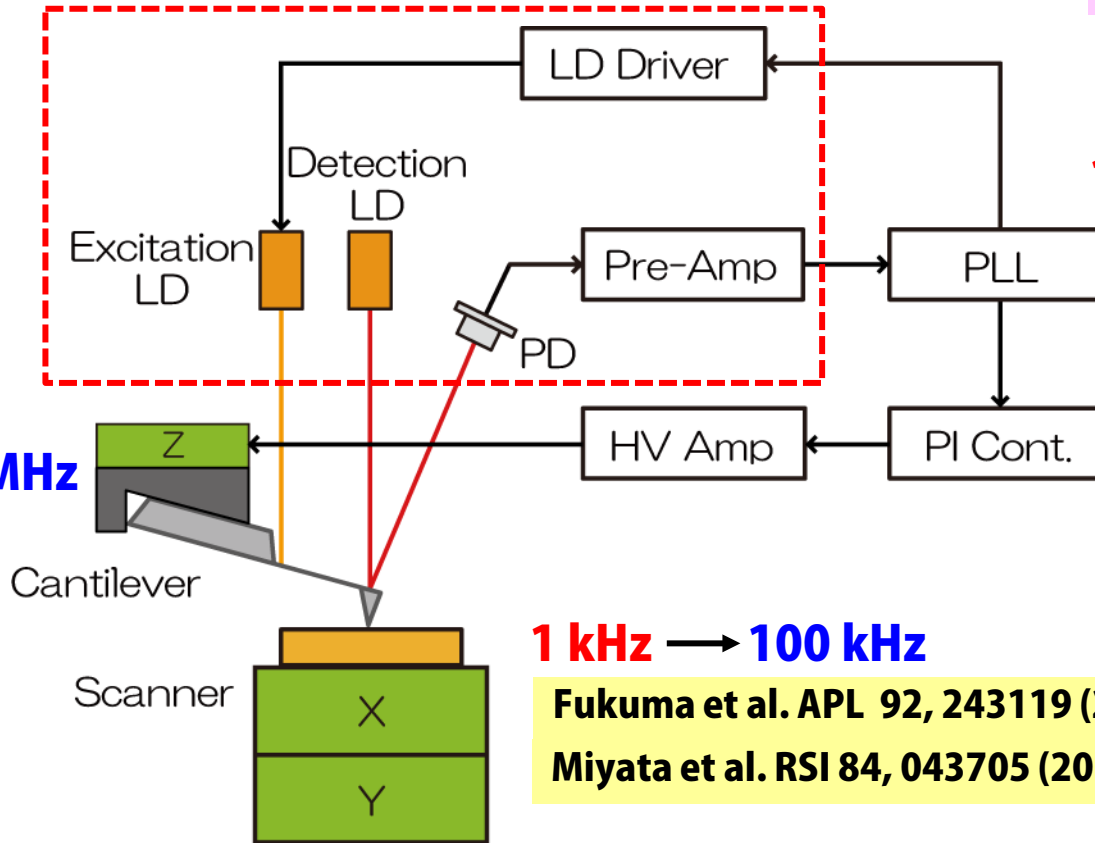 LD Driver
Detection
LD
Excitation
LD
Pre-Amp
PLL
PD
Z
HV Amp
PI Cont.
MHz
Cantilever
1 kHz → 100 kHz
Scanner
X
Fukuma et al. APL 92, 243119 (
Miyata et al. RSI 84, 043705 (20
Y